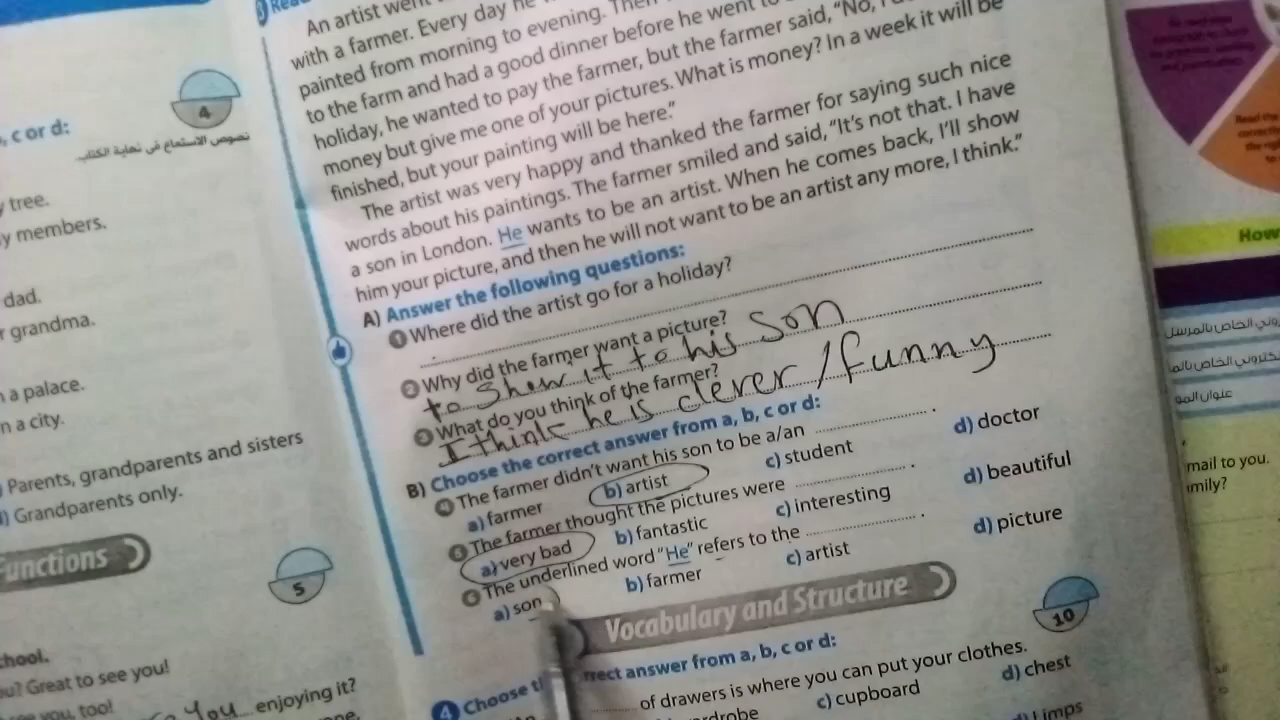 An artist went
with a farmer. Every day he
painted from morning to evening. Then
to the farm and had a good dinner before he went to
holiday, he wanted to pay the farmer, but the farmer said, "No,
money but give me one of your pictures. What is money? In a week it will be
finished, but your painting will be here."
The artist was very happy and thanked the farmer for saying such nice
words about his paintings. The farmer smiled and said, "It's not that. I have
a son in London. He wants to be an artist. When he comes back, I'll show
him your picture, and then he will not want to be an artist any more, I think."
A) Answer the following questions:
1 Where did the artist go for a holiday?
2 Why did the farmer want a picture?
to show it to his son
3 What do you think of the farmer?
I think he is clever / funny
B) Choose the correct answer from a, b, c or d:
4 The farmer didn't want his son to be a/an .
a) farmer b) artist c) student d) doctor
5 The farmer thought the pictures were .
a) very bad b) fantastic c) interesting d) beautiful
6 The underlined word "He" refers to the .
a) son b) farmer c) artist d) picture
Vocabulary and Structure
10
4 Choose t rrect answer from a, b, c or d:
of drawers is where you can put your clothes.
c) cupboard d) chest
4
, c or d:
نصوص الاستماع في نهاية الكتاب
tree.
members.
dad.
grandma.
a palace.
a city.
Parents, grandparents and sisters
Grandparents only.
Functions
5
Great to see you!
you, too!
you enjoying it?
How
mail to you.